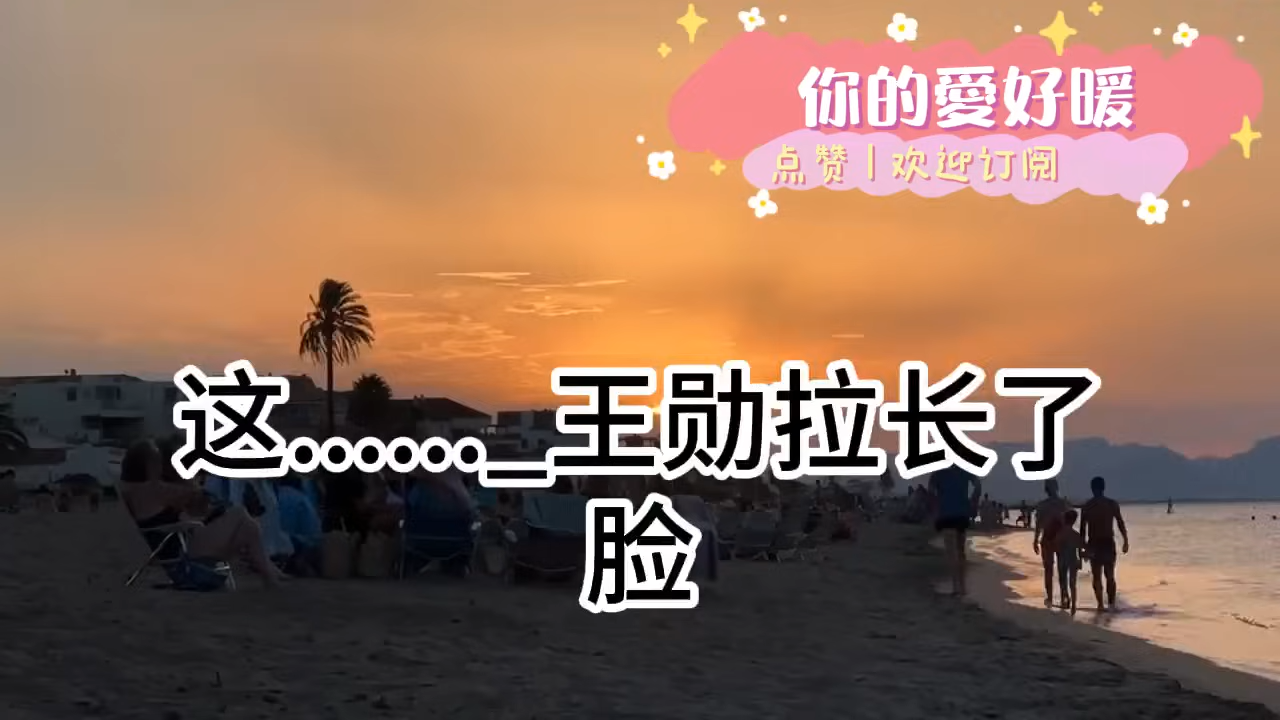 你的愛好暖
点赞 | 欢迎订阅
这......_王勋拉长了
脸